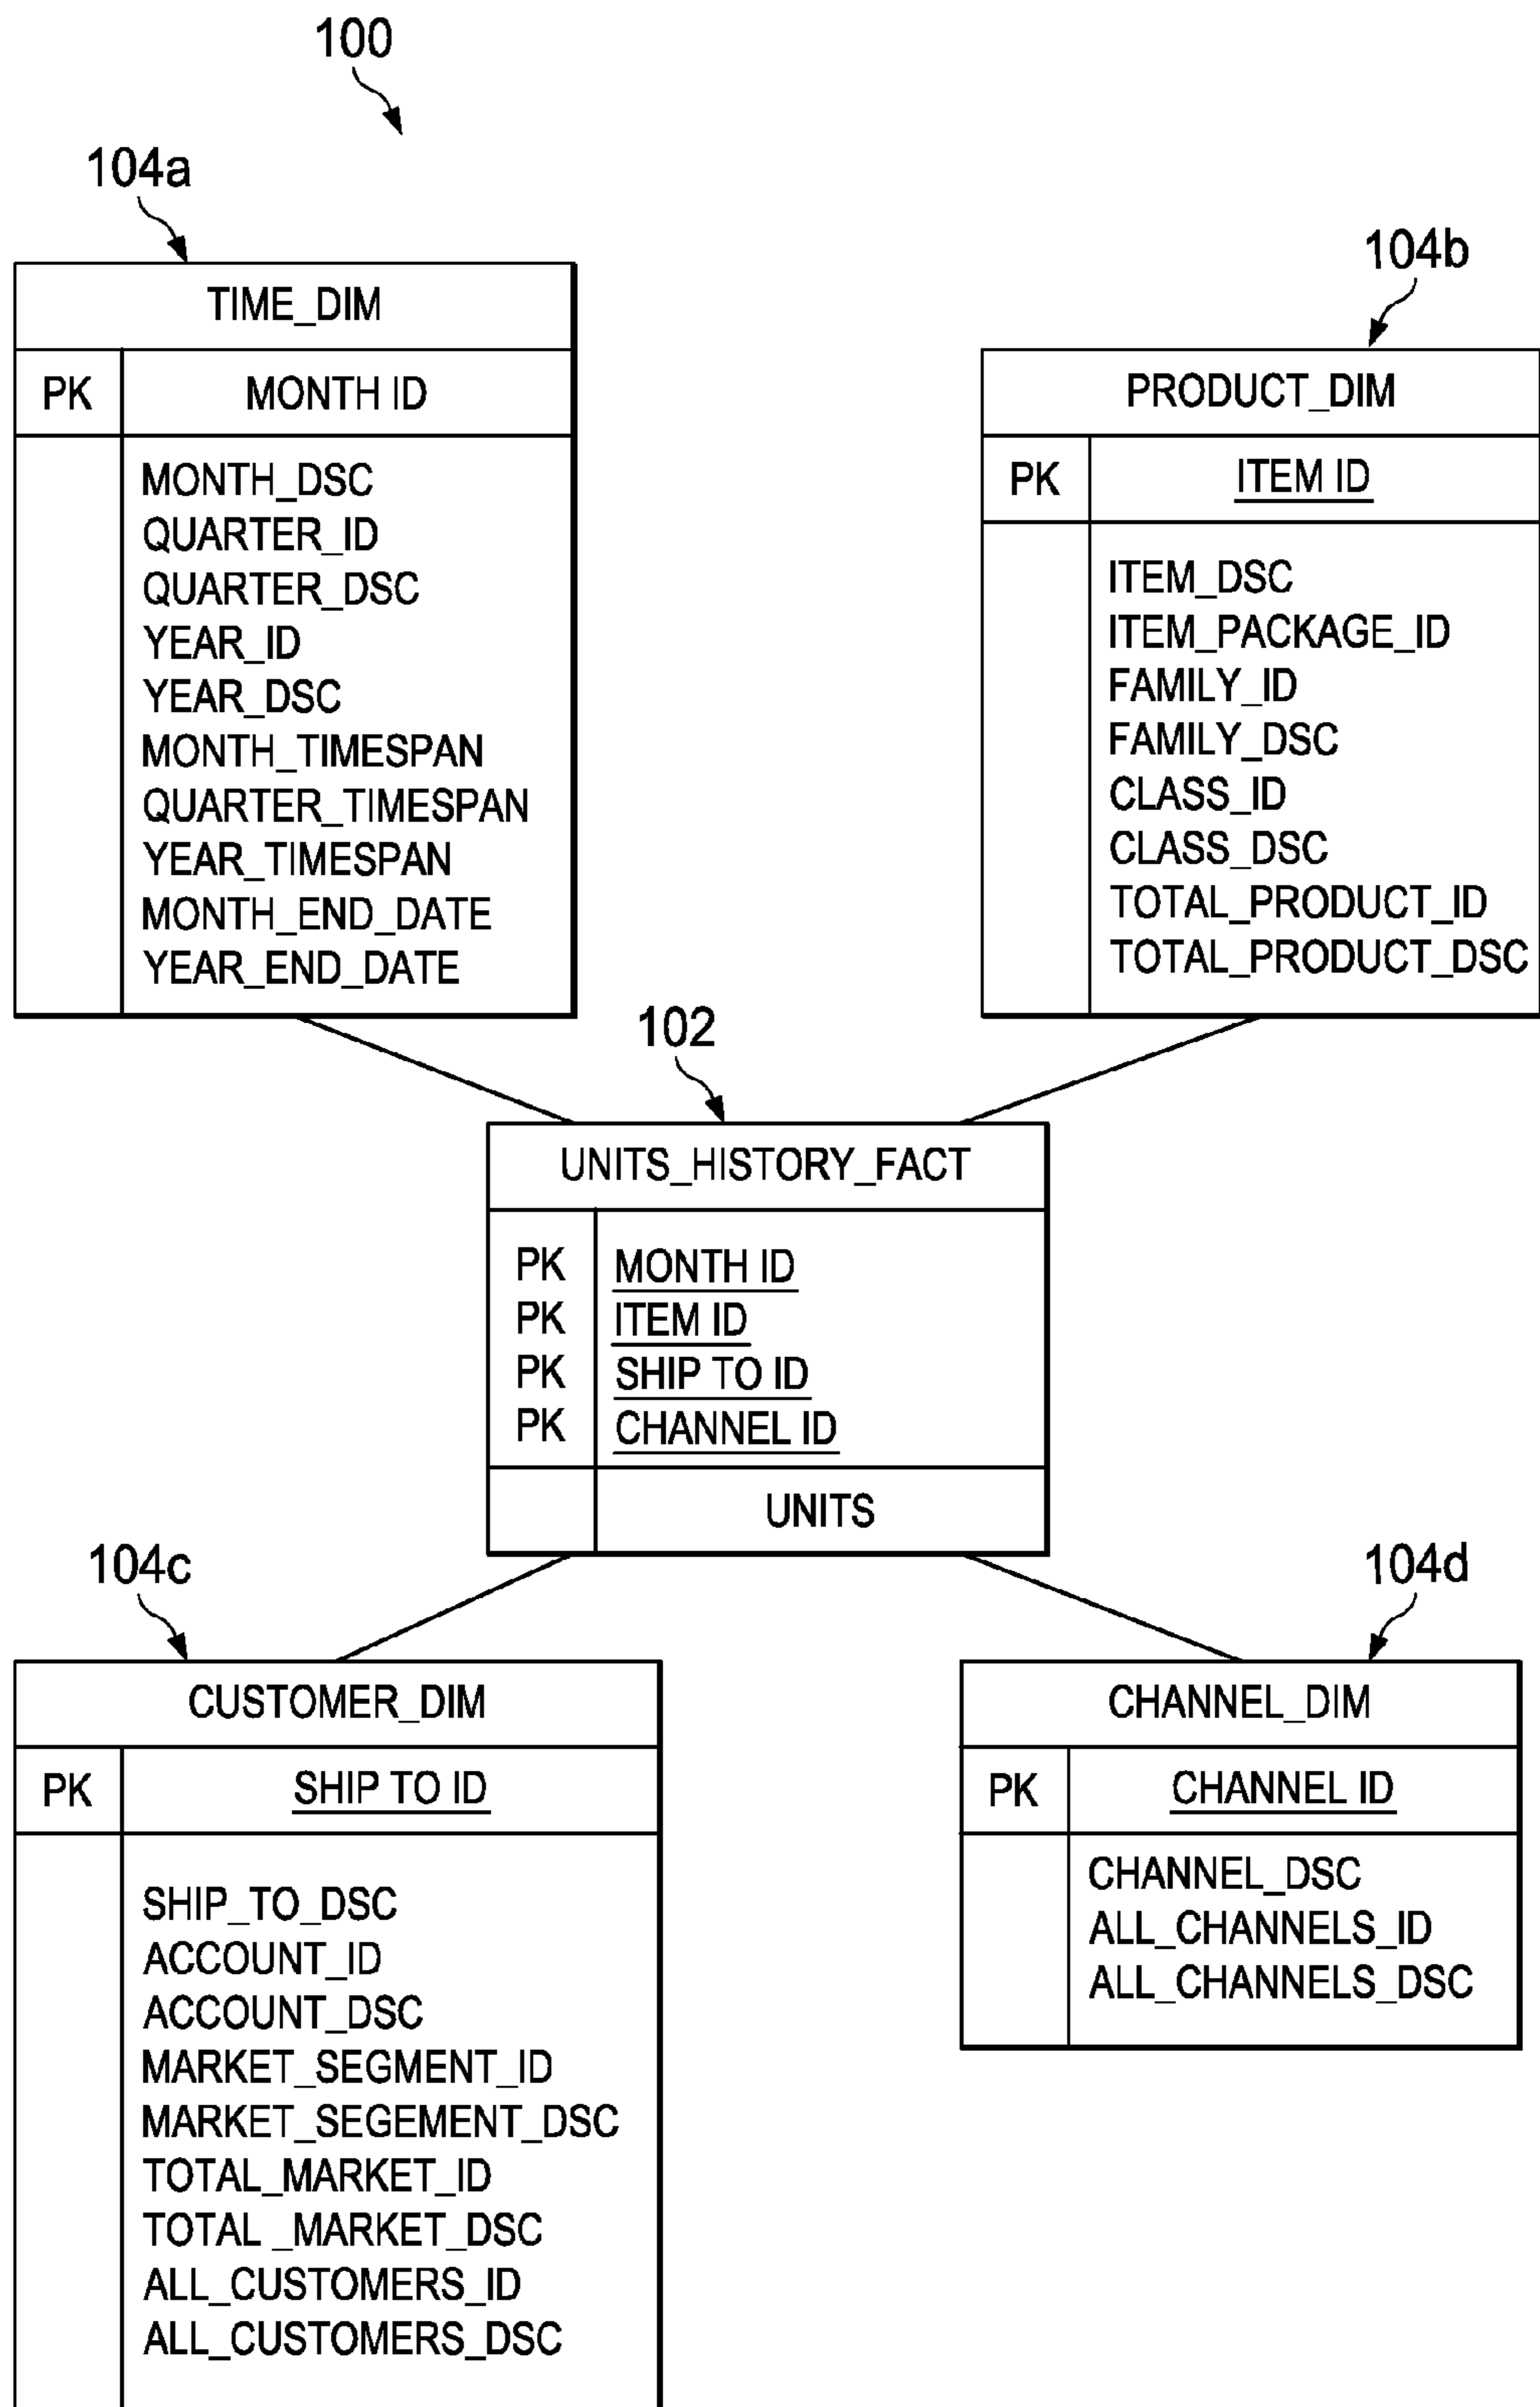 100
104a
TIME_DIM
PK MONTH ID
MONTH_DSC
QUARTER_ID
QUARTER_DSC
YEAR_ID
YEAR_DSC
MONTH_TIMESPAN
QUARTER_TIMESPAN
YEAR_TIMESPAN
MONTH_END_DATE
YEAR_END_DATE
104b
PRODUCT_DIM
PK ITEM ID
ITEM_DSC
ITEM_PACKAGE_ID
FAMILY_ID
FAMILY_DSC
CLASS_ID
CLASS_DSC
TOTAL_PRODUCT_ID
TOTAL_PRODUCT_DSC
102
UNITS_HISTORY_FACT
PK MONTH ID
PK ITEM ID
PK SHIP TO ID
PK CHANNEL ID
UNITS
104c
CUSTOMER_DIM
PK SHIP TO ID
SHIP_TO_DSC
ACCOUNT_ID
ACCOUNT_DSC
MARKET_SEGMENT_ID
MARKET_SEGEMENT_DSC
TOTAL_MARKET_ID
TOTAL _MARKET_DSC
ALL_CUSTOMERS_ID
ALL_CUSTOMERS_DSC
104d
CHANNEL_DIM
PK CHANNEL ID
CHANNEL_DSC
ALL_CHANNELS_ID
ALL_CHANNELS_DSC